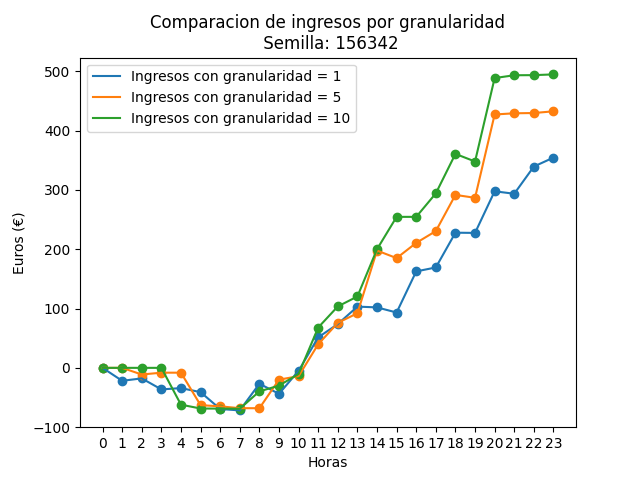 Comparacion de ingresos por granularidad
Semilla: 156342
Ingresos con granularidad = 1
Ingresos con granularidad = 5
Ingresos con granularidad = 10
Euros (€)
500
400
300
200
100
0
−100
0 1 2 3 4 5 6 7 8 9 10 11 12 13 14 15 16 17 18 19 20 21 22 23
Horas